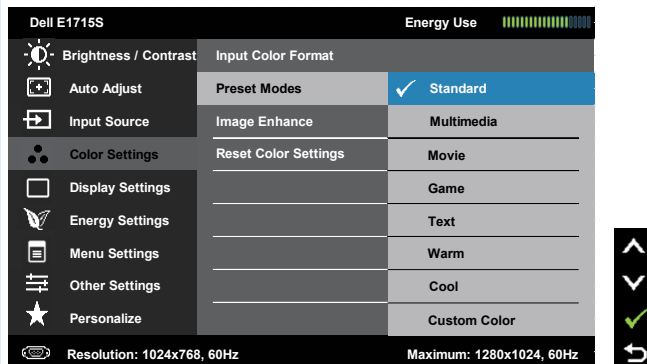 Dell E1715S Energy Use
Brightness / Contrast Input Color Format
Auto Adjust Preset Modes Standard
Input Source Image Enhance Multimedia
Color Settings Reset Color Settings Movie
Display Settings Game
Energy Settings Text
Menu Settings Warm
Other Settings Cool
Personalize Custom Color
Resolution: 1024x768, 60Hz Maximum: 1280x1024, 60Hz